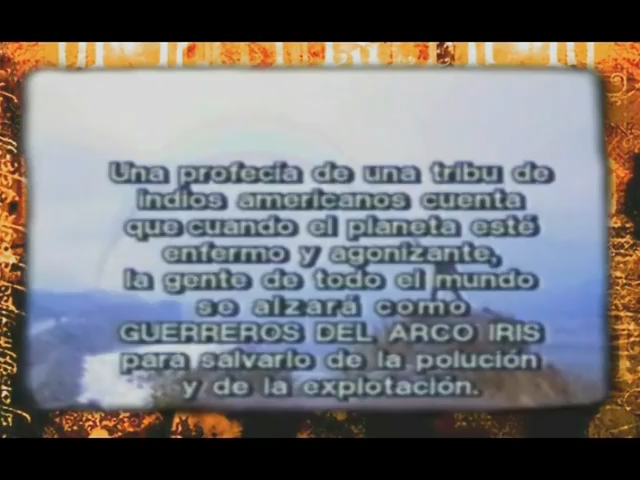 Una profecía de una tribu de
indios americanos cuenta
que cuando el planeta esté
enfermo y agonizante,
la gente de todo el mundo
se alzará como
GUERREROS DEL ARCO IRIS
para salvarlo de la polución
y de la explotación.